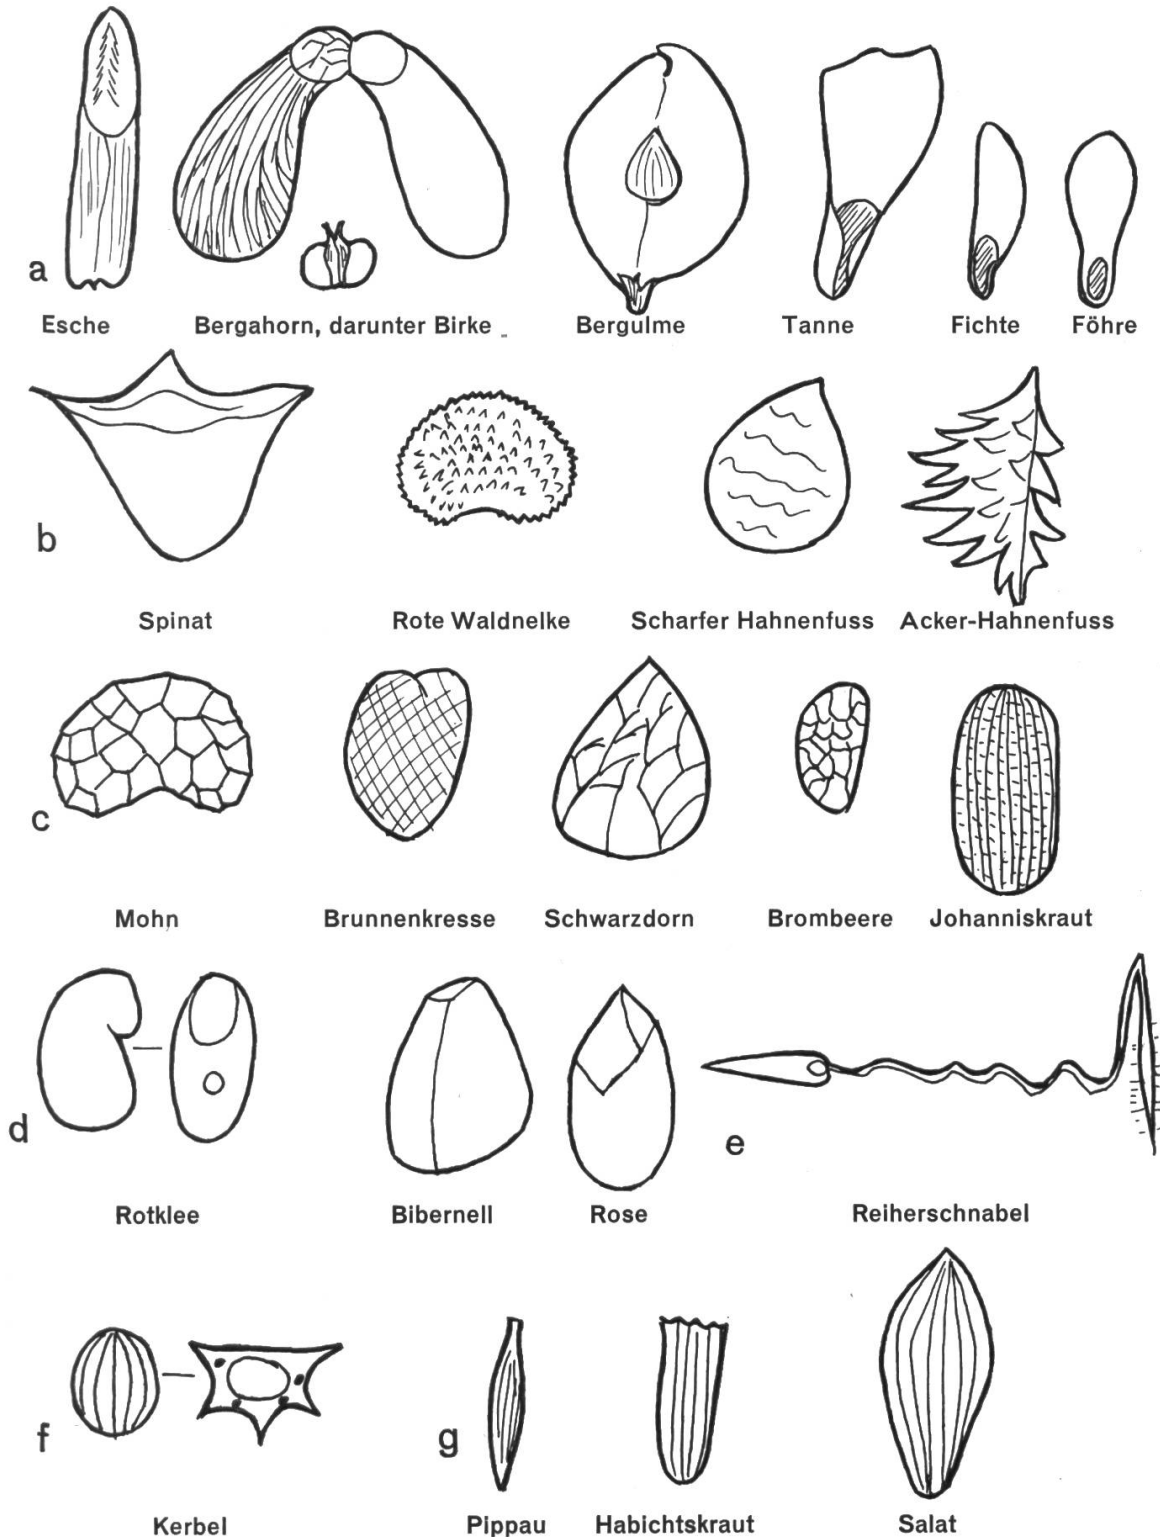 a
Esche Bergahorn, darunter Birke Bergulme Tanne Fichte Föhre
b
Spinat Rote Waldnelke Scharfer Hahnenfuss Acker-Hahnenfuss
c
Mohn Brunnenkresse Schwarzdorn Brombeere Johanniskraut
d e
Rotklee Bibernell Rose Reiherschnabel
f g
Kerbel Pippau Habichtskraut Salat